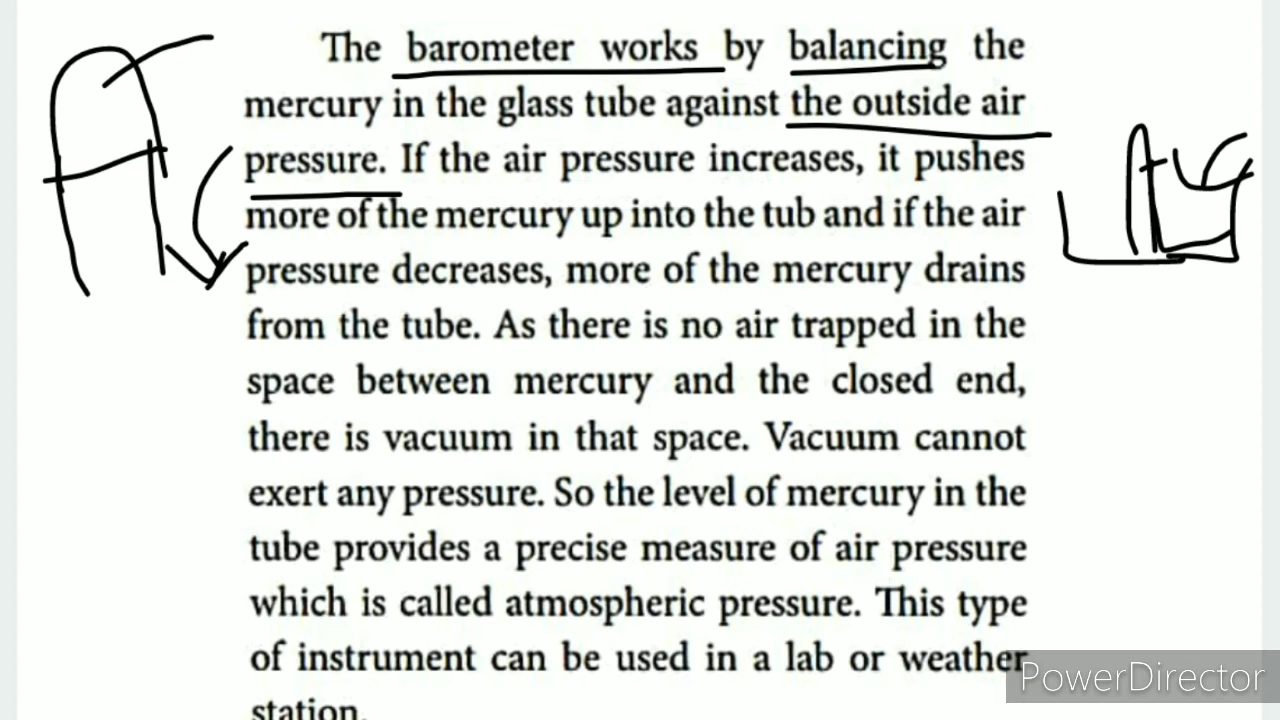 The barometer works by balancing the
mercury in the glass tube against the outside air
pressure. If the air pressure increases, it pushes
more of the mercury up into the tub and if the air
pressure decreases, more of the mercury drains
from the tube. As there is no air trapped in the
space between mercury and the closed end,
there is vacuum in that space. Vacuum cannot
exert any pressure. So the level of mercury in the
tube provides a precise measure of air pressure
which is called atmospheric pressure. This type
of instrument can be used in a lab or weather
station.
PowerDirector